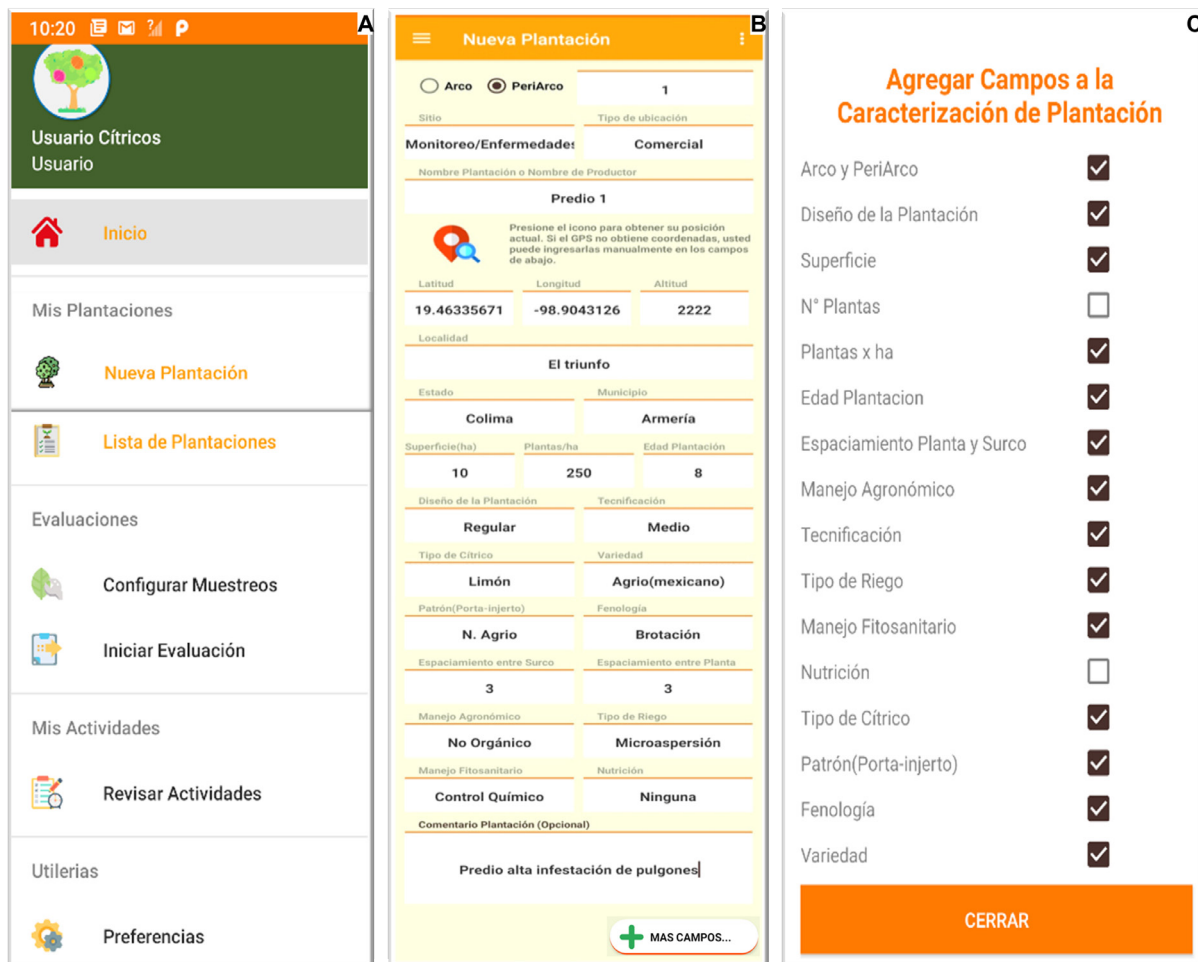 10:20
A
Usuario Cítricos
Usuario
Inicio
Mis Plantaciones
Nueva Plantación
Lista de Plantaciones
Evaluaciones
Configurar Muestreos
Iniciar Evaluación
Mis Actividades
Revisar Actividades
Utilerias
Preferencias
B
Nueva Plantación
Arco PeriArco 1
Sitio Tipo de ubicación
Monitoreo/Enfermedades Comercial
Nombre Plantación o Nombre de Productor
Predio 1
Presione el icono para obtener su posición
actual. Si el GPS no obtiene coordenadas, usted
puede ingresarlas manualmente en los campos
de abajo.
Latitud Longitud Altitud
19.46335671 -98.9043126 2222
Localidad
El triunfo
Estado Municipio
Colima Armería
Superficie(ha) Plantas/ha Edad Plantación
10 250 8
Diseño de la Plantación Tecnificación
Regular Medio
Tipo de Cítrico Variedad
Limón Agrio(mexicano)
Patrón(Porta-injerto) Fenología
N. Agrio Brotación
Espaciamiento entre Surco Espaciamiento entre Planta
3 3
Manejo Agronómico Tipo de Riego
No Orgánico Microaspersión
Manejo Fitosanitario Nutrición
Control Químico Ninguna
Comentario Plantación (Opcional)
Predio alta infestación de pulgones
MAS CAMPOS...
C
Agregar Campos a la
Caracterización de Plantación
Arco y PeriArco
Diseño de la Plantación
Superficie
N° Plantas
Plantas x ha
Edad Plantacion
Espaciamiento Planta y Surco
Manejo Agronómico
Tecnificación
Tipo de Riego
Manejo Fitosanitario
Nutrición
Tipo de Cítrico
Patrón(Porta-injerto)
Fenología
Variedad
CERRAR